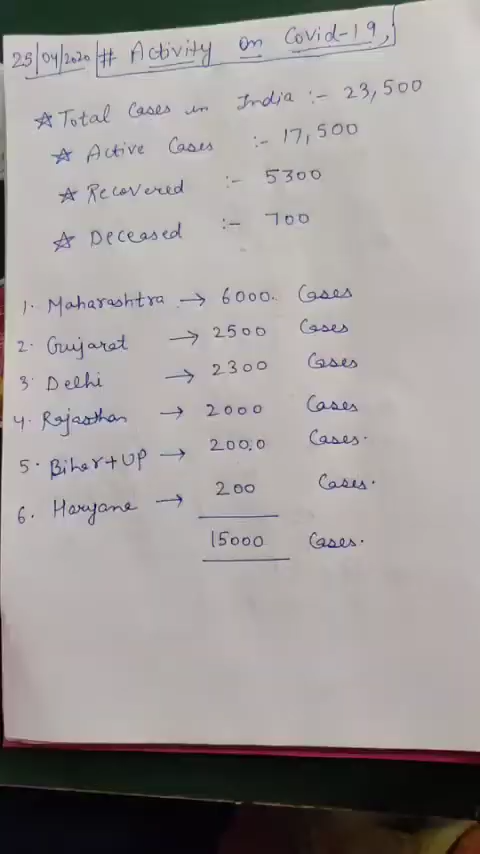 25/04/2020 # Activity on Covid-19,
☆ Total Cases in India :- 23,500
☆ Active Cases :- 17,500
☆ Recovered :- 5300
☆ Deceased :- 700
1. Maharashtra → 6000. Cases
2. Gujarat → 2500 Cases
3. Delhi → 2300 Cases
4. Rajasthan → 2000 Cases
5. Bihar + UP → 200.0 Cases.
6. Haryana → 200 Cases.
15000 Cases.